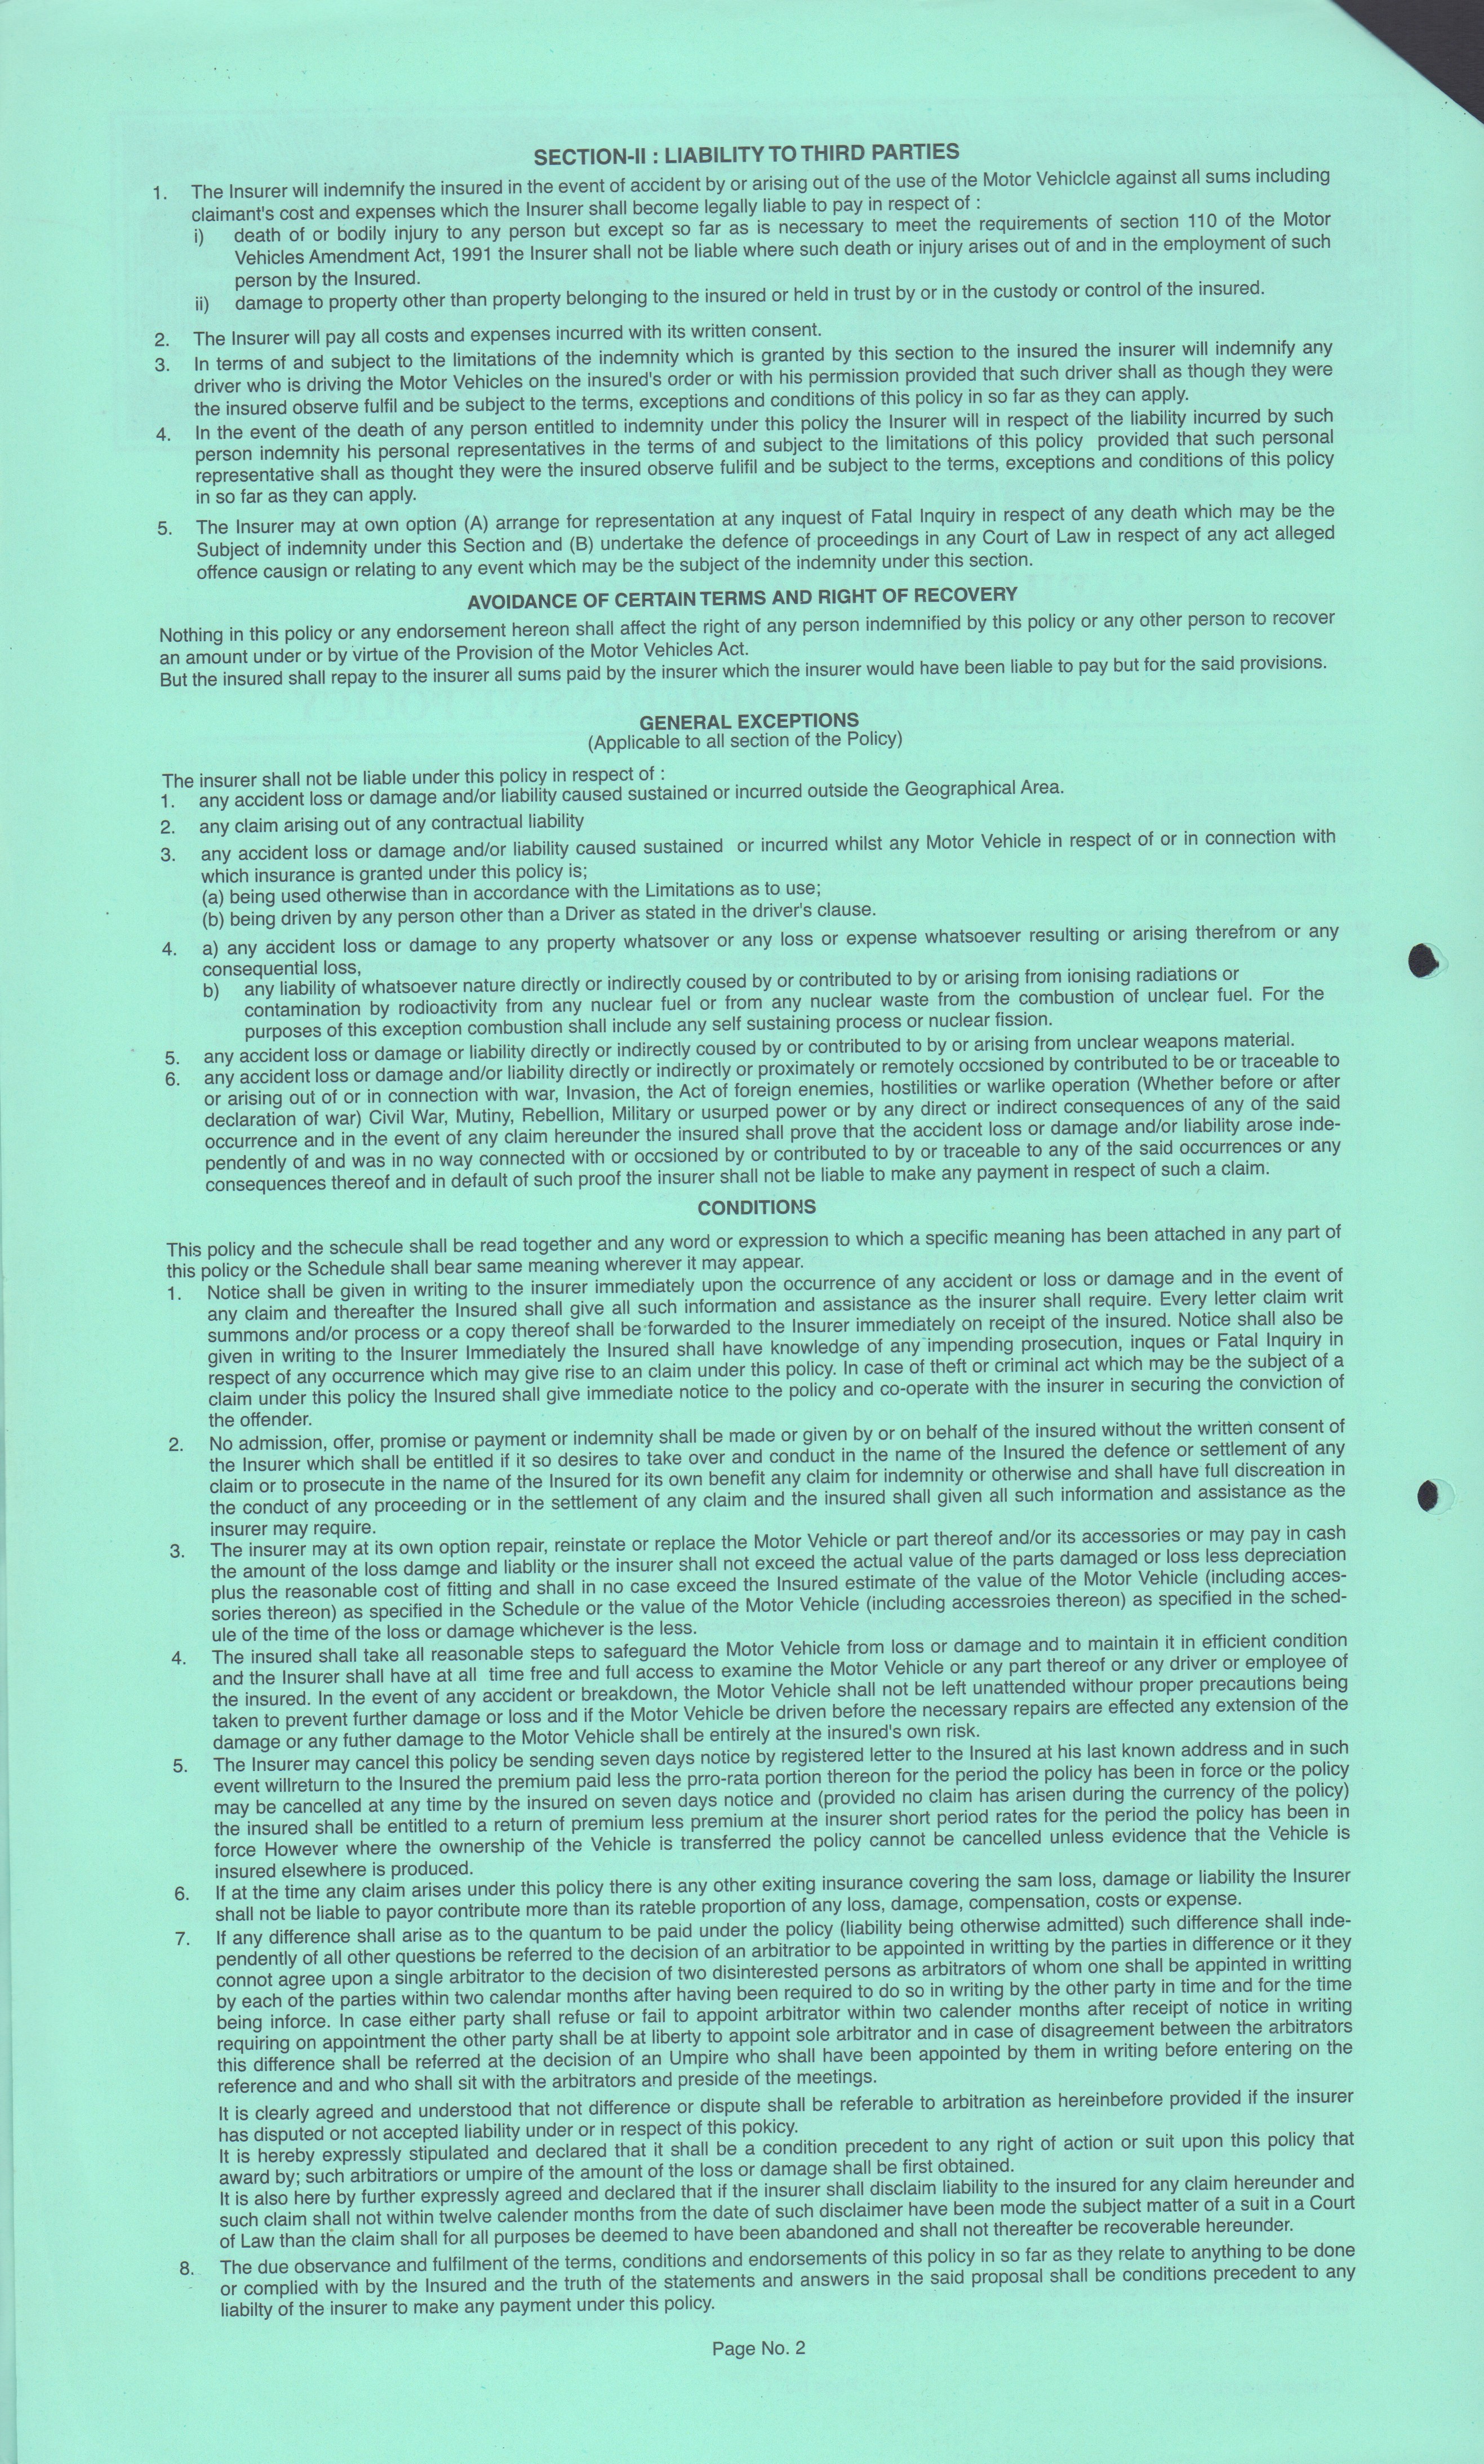 SECTION-II : LIABILITY TO THIRD PARTIES
1. The Insurer will indemnify the insured in the event of accident by or arising out of the use of the Motor Vehiclcle against all sums including
claimant's cost and expenses which the Insurer shall become legally liable to pay in respect of :
i) death of or bodily injury to any person but except so far as is necessary to meet the requirements of section 110 of the Motor
Vehicles Amendment Act, 1991 the Insurer shall not be liable where such death or injury arises out of and in the employment of such
person by the Insured.
ii) damage to property other than property belonging to the insured or held in trust by or in the custody or control of the insured.
2. The Insurer will pay all costs and expenses incurred with its written consent.
3. In terms of and subject to the limitations of the indemnity which is granted by this section to the insured the insurer will indemnify any
driver who is driving the Motor Vehicles on the insured's order or with his permission provided that such driver shall as though they were
the insured observe fulfil and be subject to the terms, exceptions and conditions of this policy in so far as they can apply.
4. In the event of the death of any person entitled to indemnity under this policy the Insurer will in respect of the liability incurred by such
person indemnity his personal representatives in the terms of and subject to the limitations of this policy provided that such personal
representative shall as thought they were the insured observe fulifil and be subject to the terms, exceptions and conditions of this policy
in so far as they can apply.
5. The Insurer may at own option (A) arrange for representation at any inquest of Fatal Inquiry in respect of any death which may be the
Subject of indemnity under this Section and (B) undertake the defence of proceedings in any Court of Law in respect of any act alleged
offence causign or relating to any event which may be the subject of the indemnity under this section.
AVOIDANCE OF CERTAIN TERMS AND RIGHT OF RECOVERY
Nothing in this policy or any endorsement hereon shall affect the right of any person indemnified by this policy or any other person to recover
an amount under or by virtue of the Provision of the Motor Vehicles Act.
But the insured shall repay to the insurer all sums paid by the insurer which the insurer would have been liable to pay but for the said provisions.
GENERAL EXCEPTIONS
(Applicable to all section of the Policy)
The insurer shall not be liable under this policy in respect of :
1. any accident loss or damage and/or liability caused sustained or incurred outside the Geographical Area.
2. any claim arising out of any contractual liability
3. any accident loss or damage and/or liability caused sustained or incurred whilst any Motor Vehicle in respect of or in connection with
which insurance is granted under this policy is;
(a) being used otherwise than in accordance with the Limitations as to use;
(b) being driven by any person other than a Driver as stated in the driver's clause.
4. a) any accident loss or damage to any property whatsover or any loss or expense whatsoever resulting or arising therefrom or any
consequential loss,
b) any liability of whatsoever nature directly or indirectly coused by or contributed to by or arising from ionising radiations or
contamination by rodioactivity from any nuclear fuel or from any nuclear waste from the combustion of unclear fuel. For the
purposes of this exception combustion shall include any self sustaining process or nuclear fission.
5. any accident loss or damage or liability directly or indirectly coused by or contributed to by or arising from unclear weapons material.
6. any accident loss or damage and/or liability directly or indirectly or proximately or remotely occsioned by contributed to be or traceable to
or arising out of or in connection with war, Invasion, the Act of foreign enemies, hostilities or warlike operation (Whether before or after
declaration of war) Civil War, Mutiny, Rebellion, Military or usurped power or by any direct or indirect consequences of any of the said
occurrence and in the event of any claim hereunder the insured shall prove that the accident loss or damage and/or liability arose inde-
pendently of and was in no way connected with or occsioned by or contributed to by or traceable to any of the said occurrences or any
consequences thereof and in default of such proof the insurer shall not be liable to make any payment in respect of such a claim.
CONDITIONS
This policy and the schecule shall be read together and any word or expression to which a specific meaning has been attached in any part of
this policy or the Schedule shall bear same meaning wherever it may appear.
1. Notice shall be given in writing to the insurer immediately upon the occurrence of any accident or loss or damage and in the event of
any claim and thereafter the Insured shall give all such information and assistance as the insurer shall require. Every letter claim writ
summons and/or process or a copy thereof shall be forwarded to the Insurer immediately on receipt of the insured. Notice shall also be
given in writing to the Insurer Immediately the Insured shall have knowledge of any impending prosecution, inques or Fatal Inquiry in
respect of any occurrence which may give rise to an claim under this policy. In case of theft or criminal act which may be the subject of a
claim under this policy the Insured shall give immediate notice to the policy and co-operate with the insurer in securing the conviction of
the offender.
2. No admission, offer, promise or payment or indemnity shall be made or given by or on behalf of the insured without the written consent of
the Insurer which shall be entitled if it so desires to take over and conduct in the name of the Insured the defence or settlement of any
claim or to prosecute in the name of the Insured for its own benefit any claim for indemnity or otherwise and shall have full discreation in
the conduct of any proceeding or in the settlement of any claim and the insured shall given all such information and assistance as the
insurer may require.
3. The insurer may at its own option repair, reinstate or replace the Motor Vehicle or part thereof and/or its accessories or may pay in cash
the amount of the loss damge and liablity or the insurer shall not exceed the actual value of the parts damaged or loss less depreciation
plus the reasonable cost of fitting and shall in no case exceed the Insured estimate of the value of the Motor Vehicle (including acces-
sories thereon) as specified in the Schedule or the value of the Motor Vehicle (including accessroies thereon) as specified in the sched-
ule of the time of the loss or damage whichever is the less.
4. The insured shall take all reasonable steps to safeguard the Motor Vehicle from loss or damage and to maintain it in efficient condition
and the Insurer shall have at all time free and full access to examine the Motor Vehicle or any part thereof or any driver or employee of
the insured. In the event of any accident or breakdown, the Motor Vehicle shall not be left unattended withour proper precautions being
taken to prevent further damage or loss and if the Motor Vehicle be driven before the necessary repairs are effected any extension of the
damage or any futher damage to the Motor Vehicle shall be entirely at the insured's own risk.
5. The Insurer may cancel this policy be sending seven days notice by registered letter to the Insured at his last known address and in such
event willreturn to the Insured the premium paid less the prro-rata portion thereon for the period the policy has been in force or the policy
may be cancelled at any time by the insured on seven days notice and (provided no claim has arisen during the currency of the policy)
the insured shall be entitled to a return of premium less premium at the insurer short period rates for the period the policy has been in
force However where the ownership of the Vehicle is transferred the policy cannot be cancelled unless evidence that the Vehicle is
insured elsewhere is produced.
6. If at the time any claim arises under this policy there is any other exiting insurance covering the sam loss, damage or liability the Insurer
shall not be liable to payor contribute more than its rateble proportion of any loss, damage, compensation, costs or expense.
7. If any difference shall arise as to the quantum to be paid under the policy (liability being otherwise admitted) such difference shall inde-
pendently of all other questions be referred to the decision of an arbitratior to be appointed in writting by the parties in difference or it they
connot agree upon a single arbitrator to the decision of two disinterested persons as arbitrators of whom one shall be appinted in writting
by each of the parties within two calendar months after having been required to do so in writing by the other party in time and for the time
being inforce. In case either party shall refuse or fail to appoint arbitrator within two calender months after receipt of notice in writing
requiring on appointment the other party shall be at liberty to appoint sole arbitrator and in case of disagreement between the arbitrators
this difference shall be referred at the decision of an Umpire who shall have been appointed by them in writing before entering on the
reference and and who shall sit with the arbitrators and preside of the meetings.
It is clearly agreed and understood that not difference or dispute shall be referable to arbitration as hereinbefore provided if the insurer
has disputed or not accepted liability under or in respect of this pokicy.
It is hereby expressly stipulated and declared that it shall be a condition precedent to any right of action or suit upon this policy that
award by; such arbitratiors or umpire of the amount of the loss or damage shall be first obtained.
It is also here by further expressly agreed and declared that if the insurer shall disclaim liability to the insured for any claim hereunder and
such claim shall not within twelve calender months from the date of such disclaimer have been mode the subject matter of a suit in a Court
of Law than the claim shall for all purposes be deemed to have been abandoned and shall not thereafter be recoverable hereunder.
8. The due observance and fulfilment of the terms, conditions and endorsements of this policy in so far as they relate to anything to be done
or complied with by the Insured and the truth of the statements and answers in the said proposal shall be conditions precedent to any
liabilty of the insurer to make any payment under this policy.
Page No. 2